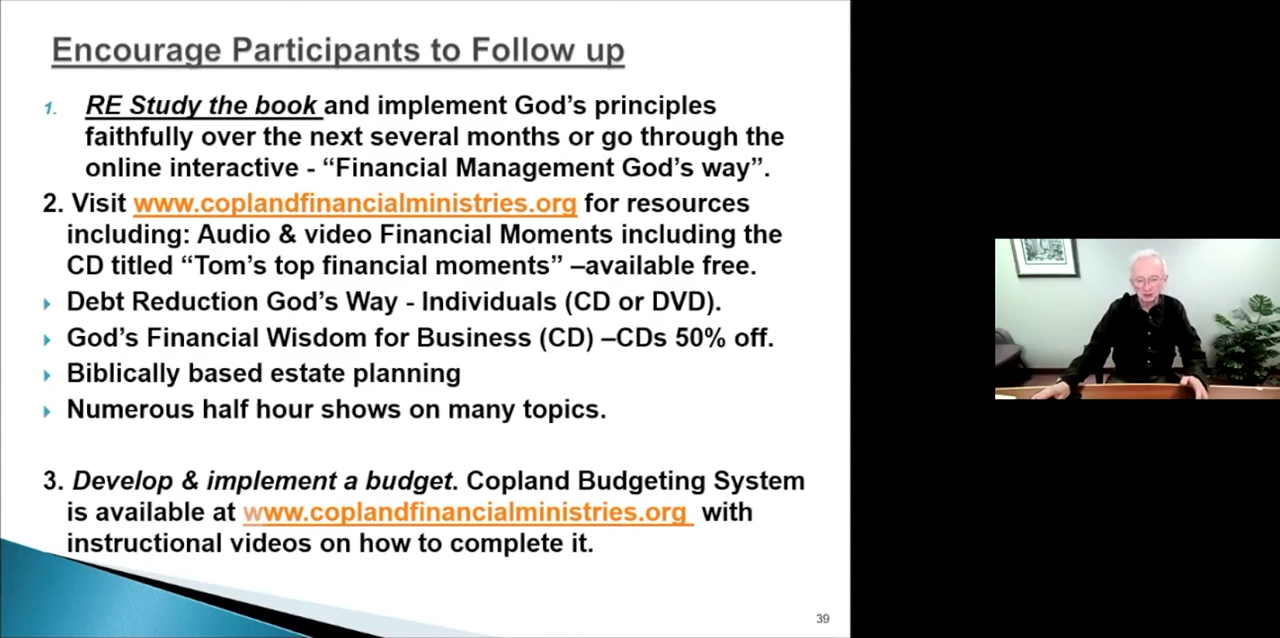 Encourage Participants to Follow up
1. RE Study the book and implement God's principles
faithfully over the next several months or go through the
online interactive - “Financial Management God's way”.
2. Visit www.coplandfinancialministries.org for resources
including: Audio & video Financial Moments including the
CD titled “Tom's top financial moments” –available free.
Debt Reduction God's Way - Individuals (CD or DVD).
God's Financial Wisdom for Business (CD) –CDs 50% off.
Biblically based estate planning
Numerous half hour shows on many topics.
3. Develop & implement a budget. Copland Budgeting System
is available at www.coplandfinancialministries.org with
instructional videos on how to complete it.
39